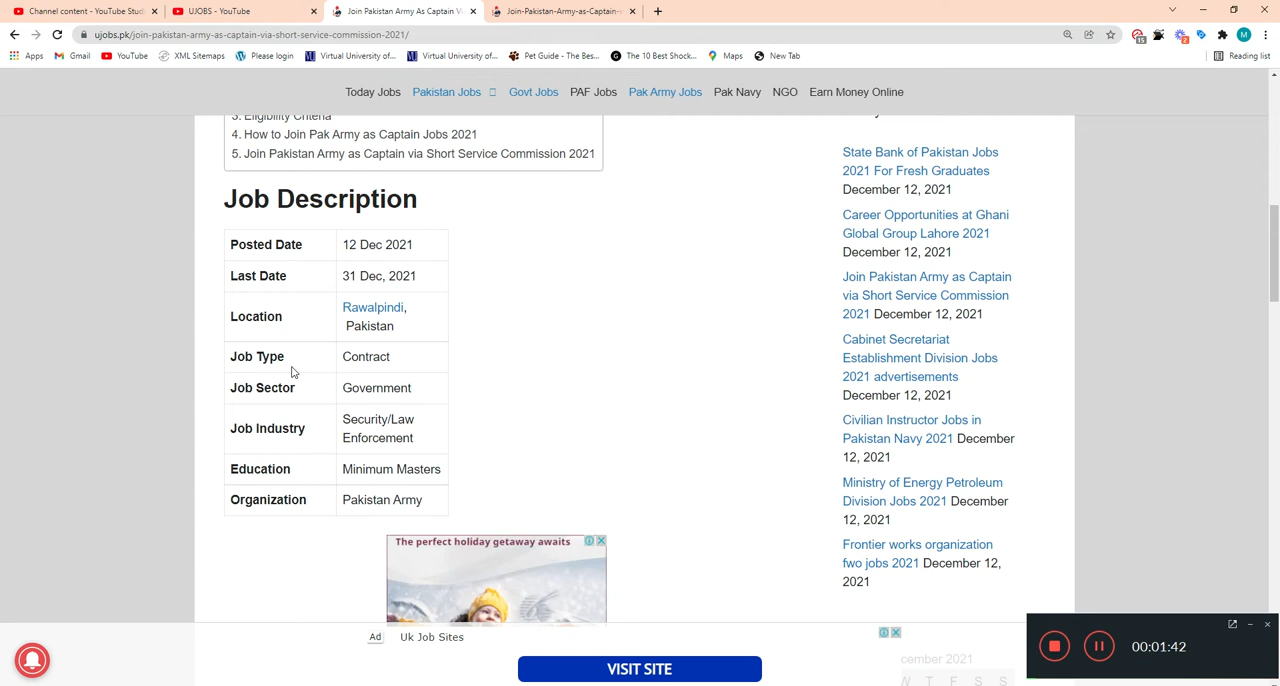 Channel content - YouTube Stud
UJOBS - YouTube
Join Pakistan Army As Captain V
Join-Pakistan-Army-as-Captain-
ujobs.pk/join-pakistan-army-as-captain-via-short-service-commission-2021/
15
2
M
Apps
Gmail
YouTube
XML Sitemaps
Please login
Virtual University of...
Virtual University of...
Pet Guide - The Bes...
The 10 Best Shock...
Maps
New Tab
Reading list
Today Jobs
Pakistan Jobs
Govt Jobs
PAF Jobs
Pak Army Jobs
Pak Navy
NGO
Earn Money Online
3. Eligibility Criteria
4. How to Join Pak Army as Captain Jobs 2021
5. Join Pakistan Army as Captain via Short Service Commission 2021
Job Description
Posted Date 12 Dec 2021
Last Date 31 Dec, 2021
Location Rawalpindi,
Pakistan
Job Type Contract
Job Sector Government
Job Industry Security/Law
Enforcement
Education Minimum Masters
Organization Pakistan Army
State Bank of Pakistan Jobs
2021 For Fresh Graduates
December 12, 2021
Career Opportunities at Ghani
Global Group Lahore 2021
December 12, 2021
Join Pakistan Army as Captain
via Short Service Commission
2021 December 12, 2021
Cabinet Secretariat
Establishment Division Jobs
2021 advertisements
December 12, 2021
Civilian Instructor Jobs in
Pakistan Navy 2021 December
12, 2021
Ministry of Energy Petroleum
Division Jobs 2021 December
12, 2021
Frontier works organization
fwo jobs 2021 December 12,
2021
The perfect holiday getaway awaits
Ad Uk Job Sites
VISIT SITE
cember 2021
W T F S S
00:01:42